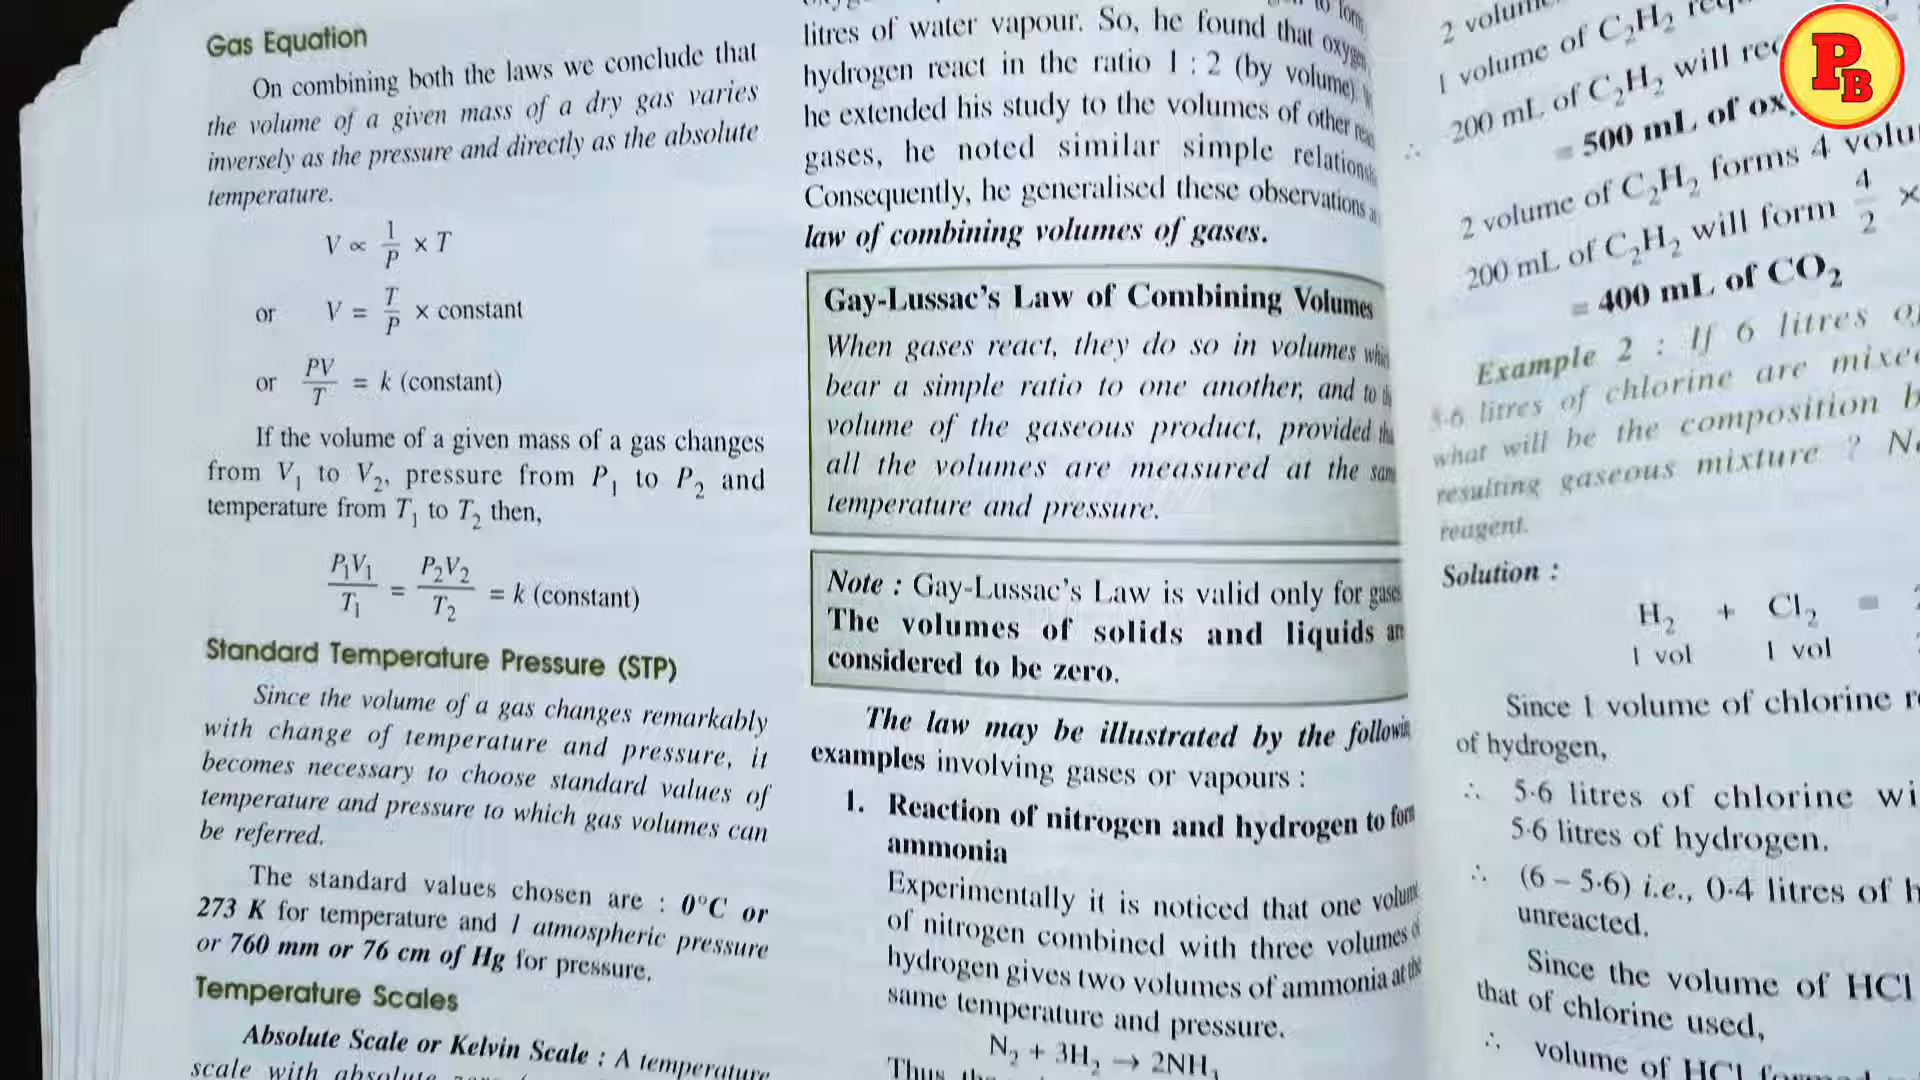 Gas Equation
On combining both the laws we conclude that
the volume of a given mass of a dry gas varies
inversely as the pressure and directly as the absolute
temperature.
V ∝ 1/P × T
or V = T/P × constant
or PV/T = k (constant)
If the volume of a given mass of a gas changes
from V₁ to V₂, pressure from P₁ to P₂ and
temperature from T₁ to T₂ then,
P₁V₁/T₁ = P₂V₂/T₂ = k (constant)
Standard Temperature Pressure (STP)
Since the volume of a gas changes remarkably
with change of temperature and pressure, it
becomes necessary to choose standard values of
temperature and pressure to which gas volumes can
be referred.
The standard values chosen are : 0°C or
273 K for temperature and 1 atmospheric pressure
or 760 mm or 76 cm of Hg for pressure.
Temperature Scales
Absolute Scale or Kelvin Scale : A temperature
scale with absolute
litres of water vapour. So, he found that oxygen
hydrogen react in the ratio 1 : 2 (by volume).
he extended his study to the volumes of other
gases, he noted similar simple
Consequently, he generalised these observations
law of combining volumes of gases.
Gay-Lussac's Law of Combining Volumes
When gases react, they do so in volumes
bear a simple ratio to one another, and to
volume of the gaseous product, provided
all the volumes are measured at the
temperature and pressure.
Note : Gay-Lussac's Law is valid only for
The volumes of solids and liquids
considered to be zero.
The law may be illustrated by the
examples involving gases or vapours :
1. Reaction of nitrogen and hydrogen to
ammonia
Experimentally it is noticed that one
of nitrogen combined with three volumes
hydrogen gives two volumes of ammonia at
same temperature and pressure.
N₂ + 3H₂ → 2NH₃
Thus
2
1 volume of C₂H₂
200 mL of C₂H₂ will
= 500 mL of
2 volume of C₂H₂ forms 4
∴ 200 mL of C₂H₂ will form 4/2 ×
= 400 mL of CO₂
Example 2 : If 6 litres
5·6 litres of chlorine are
what will be the composition
resulting gaseous mixture ?
reagent.
Solution :
H₂ + Cl₂ =
1 vol 1 vol
Since 1 volume of chlorine
of hydrogen,
∴ 5·6 litres of chlorine
5·6 litres of hydrogen.
∴ (6 – 5·6) i.e., 0·4 litres of
unreacted.
Since the volume of HCl
that of chlorine used,
∴ volume of HCl
PB